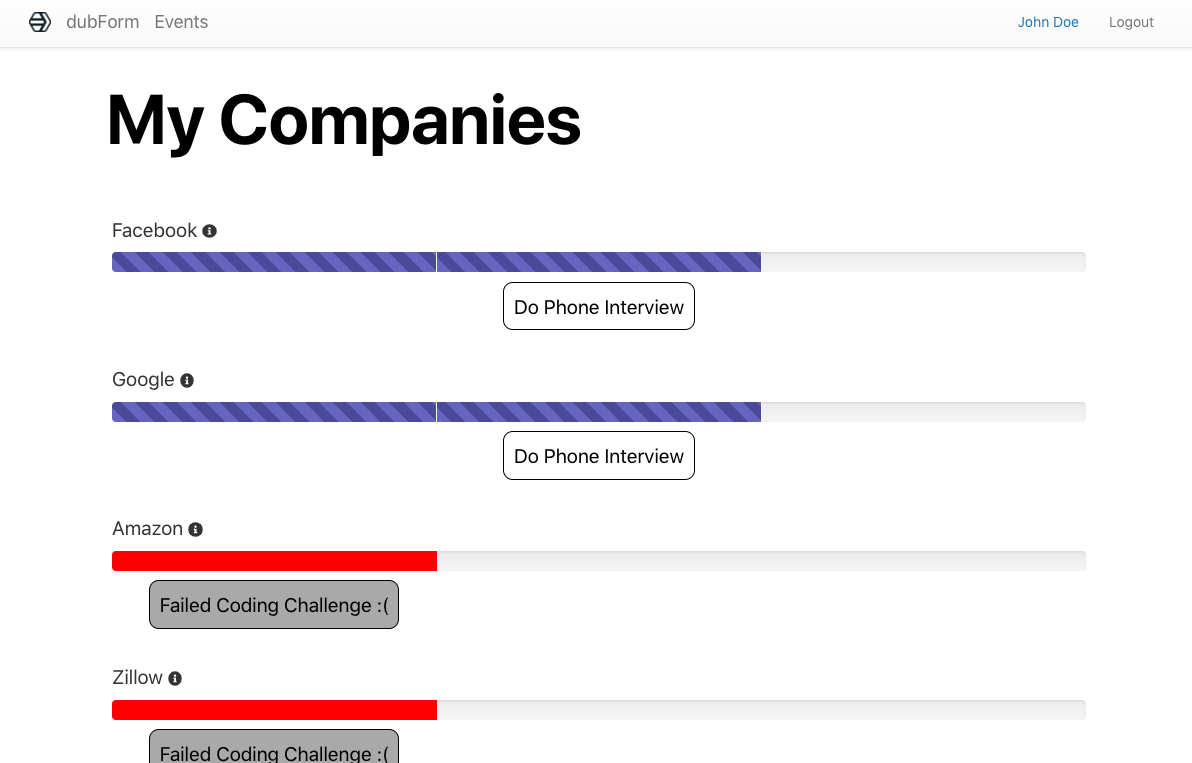 dubForm Events John Doe Logout
My Companies
Facebook
Do Phone Interview
Google
Do Phone Interview
Amazon
Failed Coding Challenge :(
Zillow
Failed Coding Challenge :(